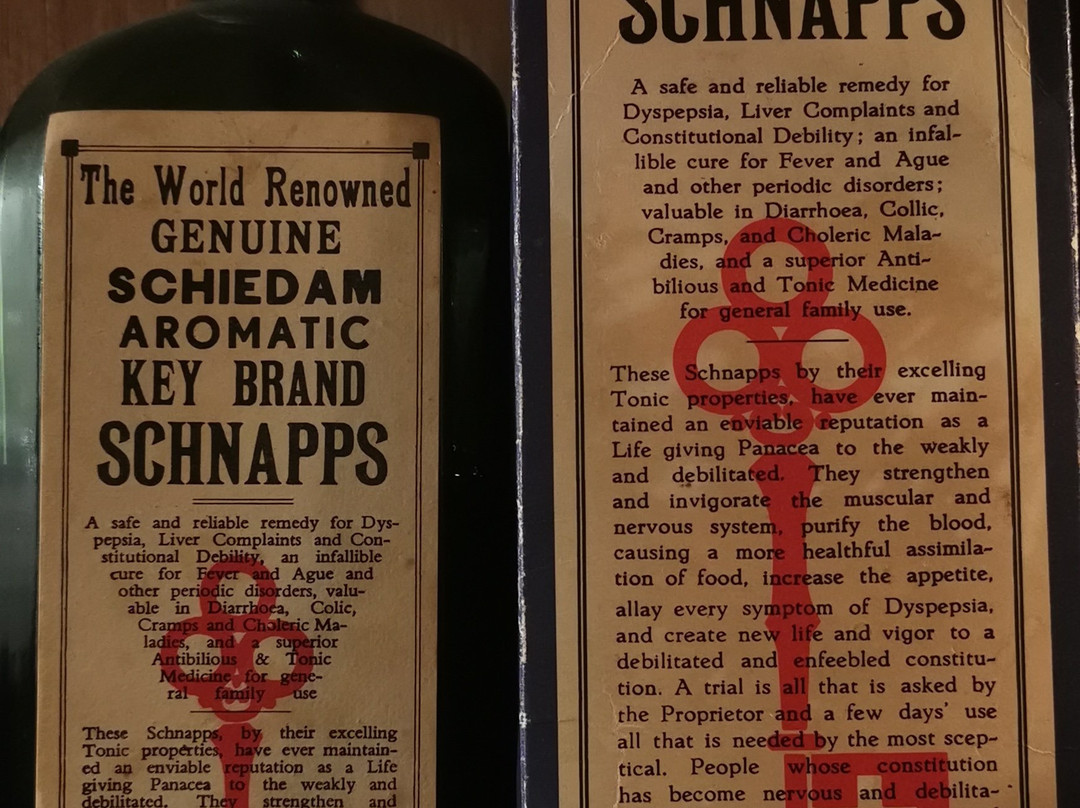 The World Renowned
GENUINE
SCHIEDAM
AROMATIC
KEY BRAND
SCHNAPPS
A safe and reliable remedy for Dys-
pepsia, Liver Complaints and Con-
stitutional Debility, an infallible
cure for Fever and Ague and
other periodic disorders, valu-
able in Diarrhoea, Colic,
Cramps and Choleric Ma-
ladies, and a superior
Antibilious & Tonic
Medicine for gene-
ral family use
These Schnapps, by their excelling
Tonic properties, have ever maintain-
ed an enviable reputation as a Life
giving Panacea to the weakly and
debilitated. They strengthen and
SCHNAPPS
A safe and reliable remedy for
Dyspepsia, Liver Complaints and
Constitutional Debility; an infal-
lible cure for Fever and Ague
and other periodic disorders;
valuable in Diarrhoea, Collic,
Cramps, and Choleric Mala-
dies, and a superior Anti-
bilious and Tonic Medicine
for general family use.
These Schnapps by their excelling
Tonic properties, have ever main-
tained an enviable reputation as a
Life giving Panacea to the weakly
and debilitated. They strengthen
and invigorate the muscular and
nervous system, purify the blood,
causing a more healthful assimila-
tion of food, increase the appetite,
allay every symptom of Dyspepsia,
and create new life and vigor to a
debilitated and enfeebled constitu-
tion. A trial is all that is asked by
the Proprietor and a few days' use
all that is needed by the most scep-
tical. People whose constitution
has become nervous and debilita-